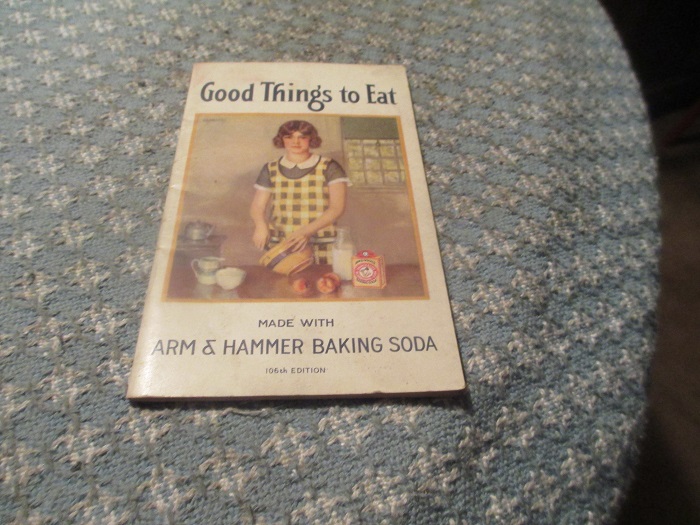 Good Things to Eat
MADE WITH
ARM & HAMMER BAKING SODA
106th EDITION